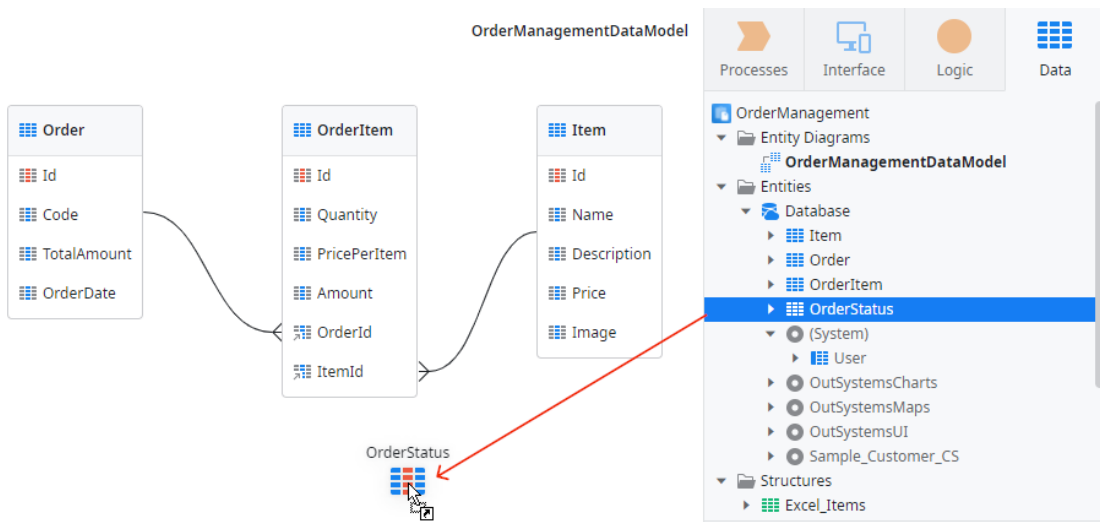 OrderManagementDataModel
Order
Id
Code
TotalAmount
OrderDate
OrderItem
Id
Quantity
PricePerItem
Amount
OrderId
ItemId
Item
Id
Name
Description
Price
Image
OrderStatus
Processes
Interface
Logic
Data
OrderManagement
Entity Diagrams
OrderManagementDataModel
Entities
Database
Item
Order
OrderItem
OrderStatus
(System)
User
OutSystemsCharts
OutSystemsMaps
OutSystemsUI
Sample_Customer_CS
Structures
Excel_Items